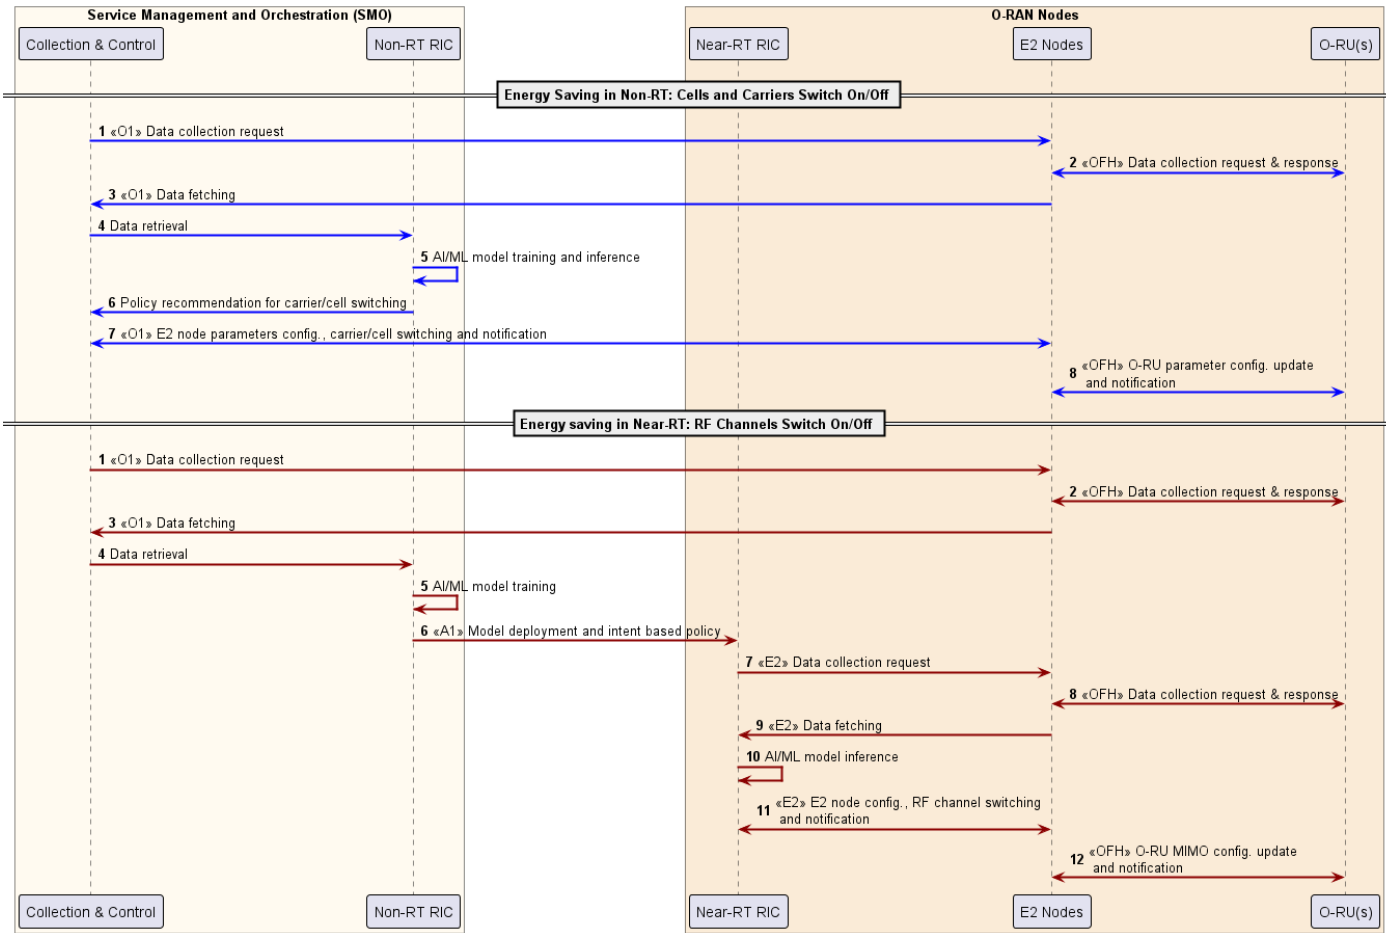 Service Management and Orchestration (SMO)
O-RAN Nodes
Collection & Control
Non-RT RIC
Near-RT RIC
E2 Nodes
O-RU(s)
Energy Saving in Non-RT: Cells and Carriers Switch On/Off
1 «O1» Data collection request
2 «OFH» Data collection request & response
3 «O1» Data fetching
4 Data retrieval
5 AI/ML model training and inference
6 Policy recommendation for carrier/cell switching
7 «O1» E2 node parameters config., carrier/cell switching and notification
8 «OFH» O-RU parameter config. update
and notification
Energy saving in Near-RT: RF Channels Switch On/Off
1 «O1» Data collection request
2 «OFH» Data collection request & response
3 «O1» Data fetching
4 Data retrieval
5 AI/ML model training
6 «A1» Model deployment and intent based policy
7 «E2» Data collection request
8 «OFH» Data collection request & response
9 «E2» Data fetching
10 AI/ML model inference
11 «E2» E2 node config., RF channel switching
and notification
12 «OFH» O-RU MIMO config. update
and notification
Collection & Control
Non-RT RIC
Near-RT RIC
E2 Nodes
O-RU(s)